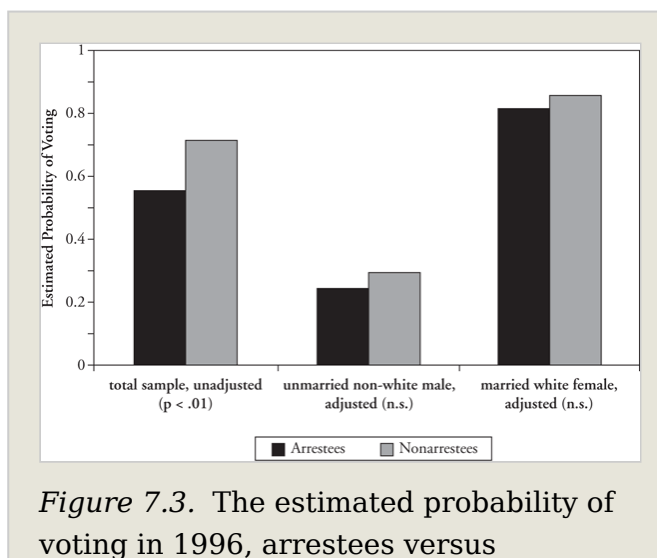 1
0.8
0.6
0.4
0.2
0
Estimated Probability of Voting
total sample, unadjusted
(p < .01)
unmarried non-white male,
adjusted (n.s.)
married white female,
adjusted (n.s.)
Arrestees
Nonarrestees
Figure 7.3. The estimated probability of
voting in 1996, arrestees versus